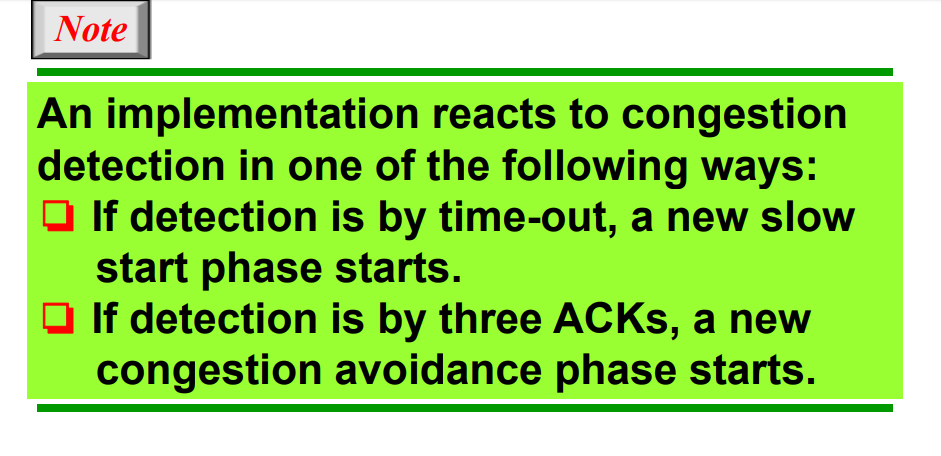 Note
An implementation reacts to congestion
detection in one of the following ways:
❏ If detection is by time-out, a new slow
start phase starts.
❏ If detection is by three ACKs, a new
congestion avoidance phase starts.